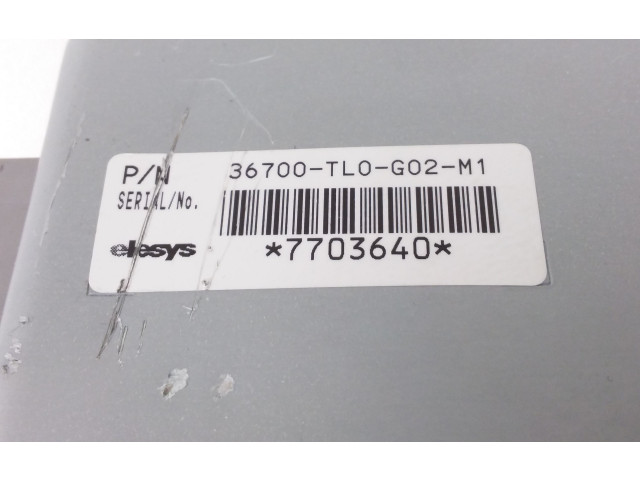 P/N 36700-TL0-G02-M1
SERIAL/No.
elesys *7703640*